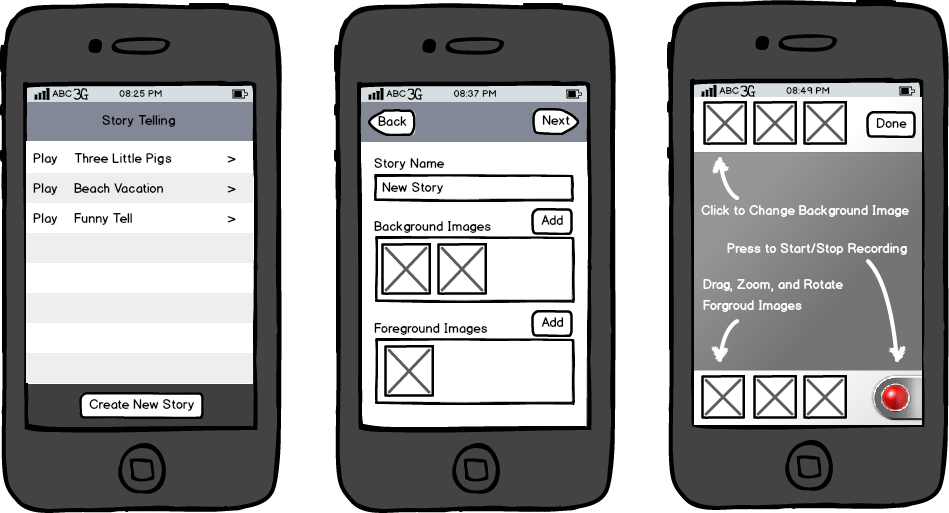 ABC 3G 08:25 PM
Story Telling
Play Three Little Pigs >
Play Beach Vacation >
Play Funny Tell >
Create New Story
ABC 3G 08:37 PM
Back Next
Story Name
New Story
Background Images Add
Foreground Images Add
ABC 3G 08:49 PM
Done
Click to Change Background Image
Press to Start/Stop Recording
Drag, Zoom, and Rotate
Forgroud Images